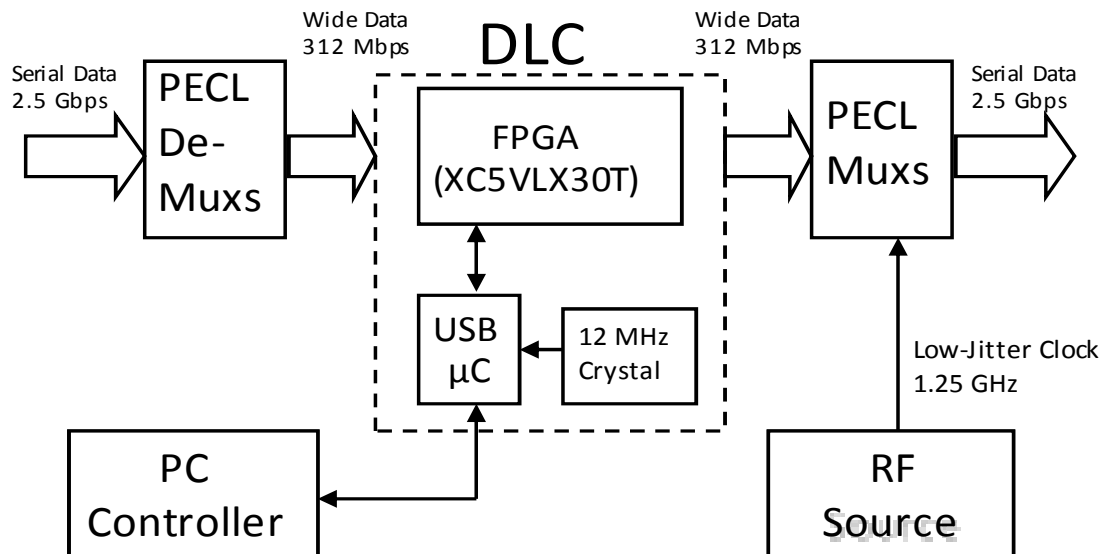 Serial Data
2.5 Gbps
PECL
De-
Muxs
Wide Data
312 Mbps
DLC
FPGA
(XC5VLX30T)
USB
µC
12 MHz
Crystal
Wide Data
312 Mbps
PECL
Muxs
Serial Data
2.5 Gbps
Low-Jitter Clock
1.25 GHz
PC
Controller
RF
Source